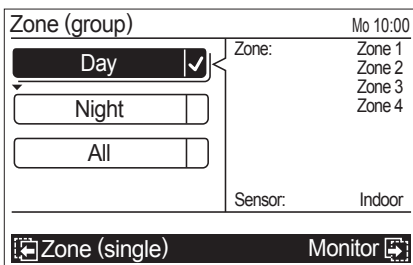 Zone (group) Mo 10:00
Day
Night
All
Zone: Zone 1
Zone 2
Zone 3
Zone 4
Sensor: Indoor
Zone (single) Monitor